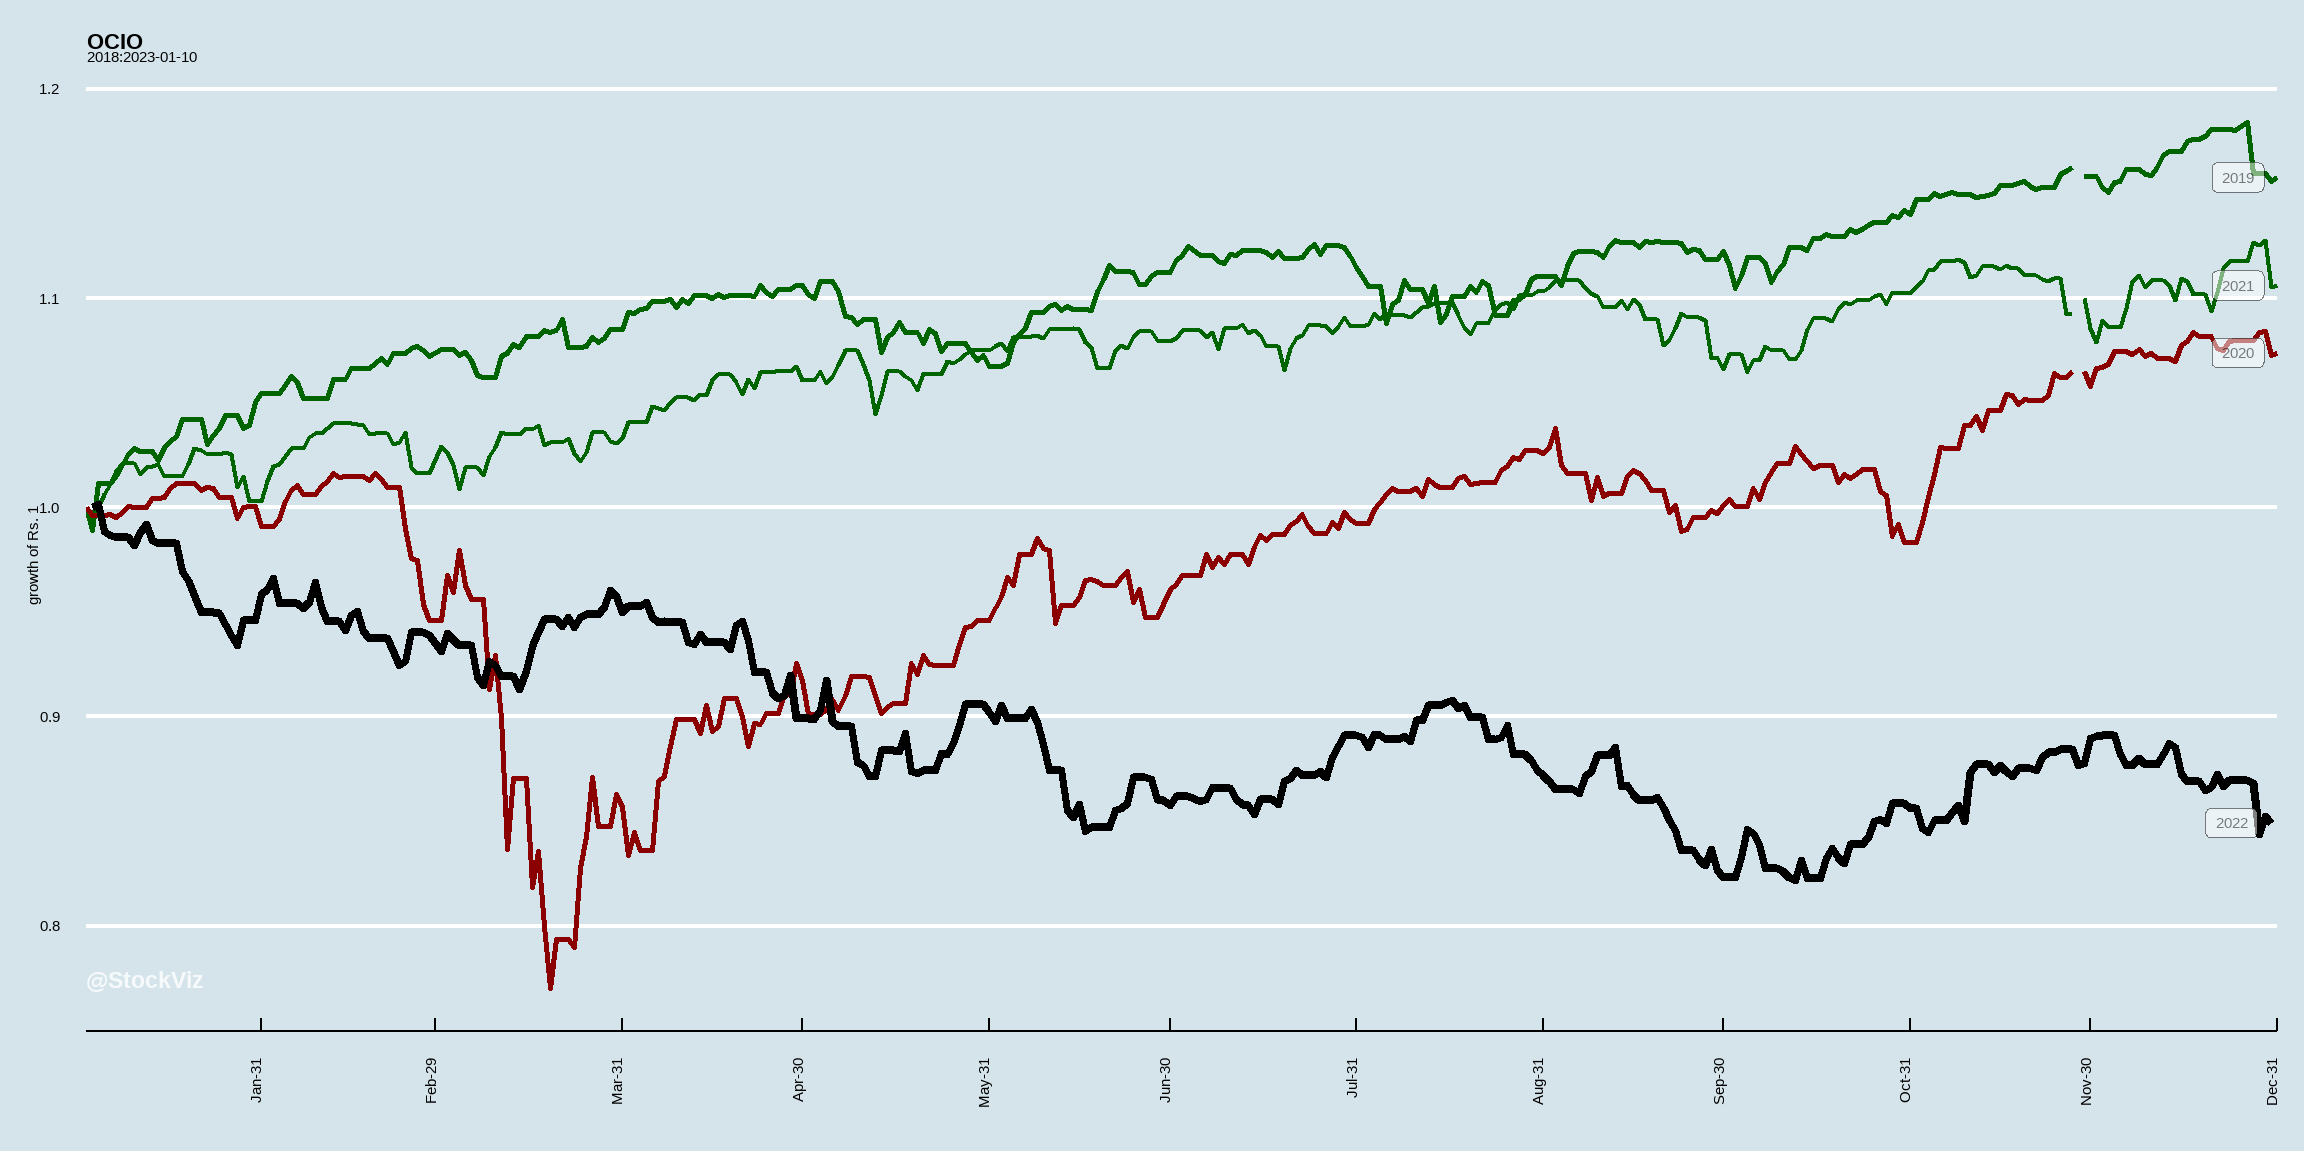 OCIO
2018:2023-01-10
1.2
1.1
1.0
0.9
0.8
growth of Rs. 1
2019
2021
2020
2022
@StockViz
Jan-31
Feb-29
Mar-31
Apr-30
May-31
Jun-30
Jul-31
Aug-31
Sep-30
Oct-31
Nov-30
Dec-31